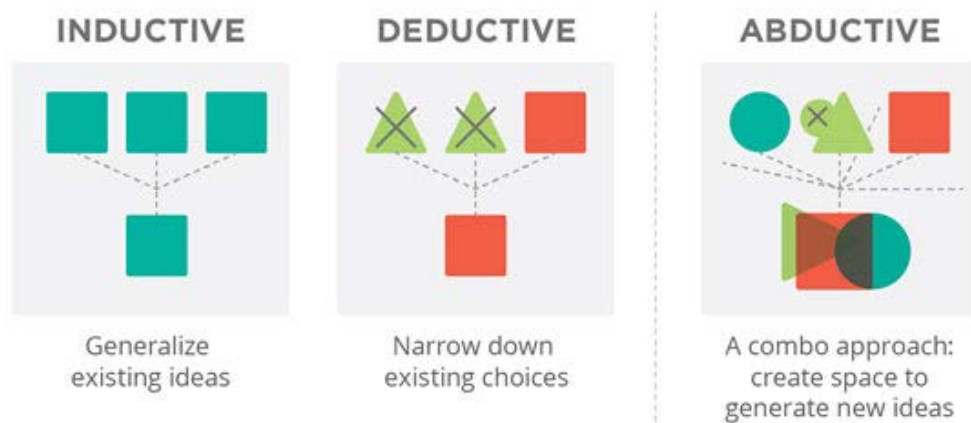 INDUCTIVE
Generalize
existing ideas
DEDUCTIVE
Narrow down
existing choices
ABDUCTIVE
A combo approach:
create space to
generate new ideas